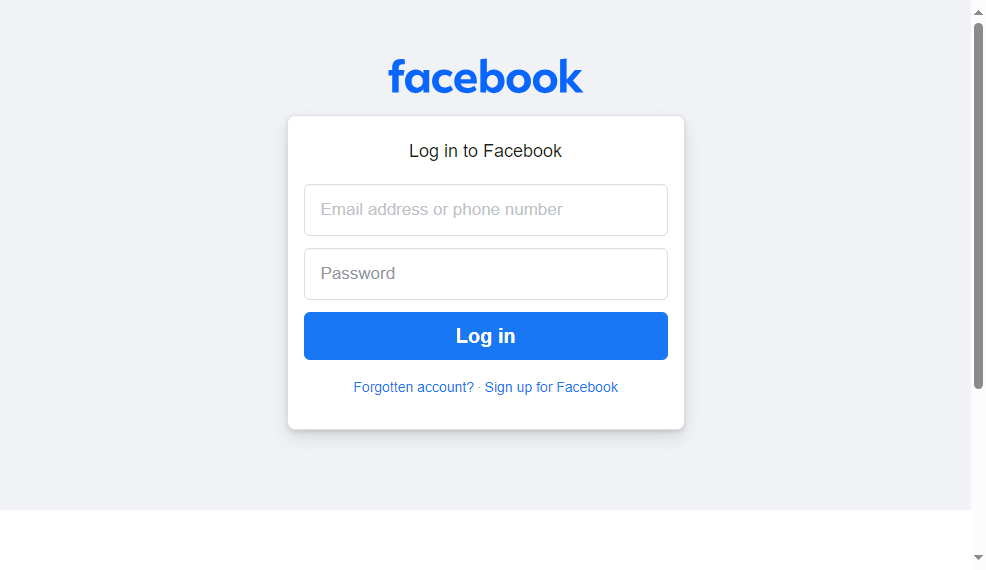 facebook
Log in to Facebook
Email address or phone number
Password
Log in
Forgotten account? · Sign up for Facebook